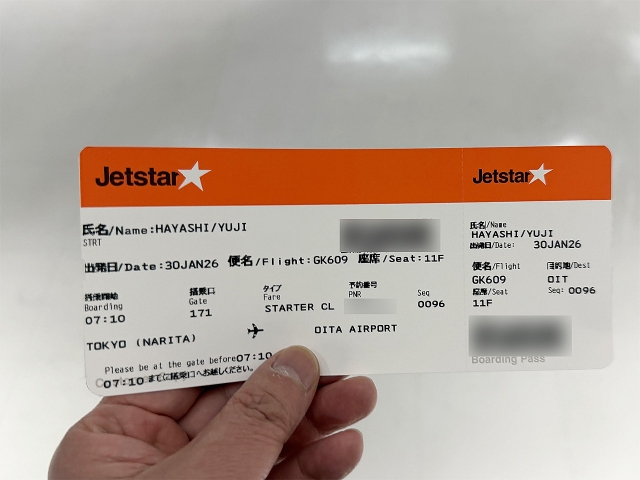 Jetstar
氏名/Name:HAYASHI/YUJI
STRT
出発日/Date:30JAN26 便名/Flight:GK609 座席/Seat:11F
搭乗開始 搭乗口 タイプ 予約番号
Boarding Gate Fare PNR Seq
07:10 171 STARTER CL 0096
TOKYO (NARITA) OITA AIRPORT
Please be at the gate before07:10
07:10 までに搭乗口へお越しください。
Jetstar
氏名/Name
HAYASHI/YUJI
出発日/Date: 30JAN26
便名/Flight 目的地/Dest
GK609 OIT
座席/Seat Seq: 0096
11F
Boarding Pass